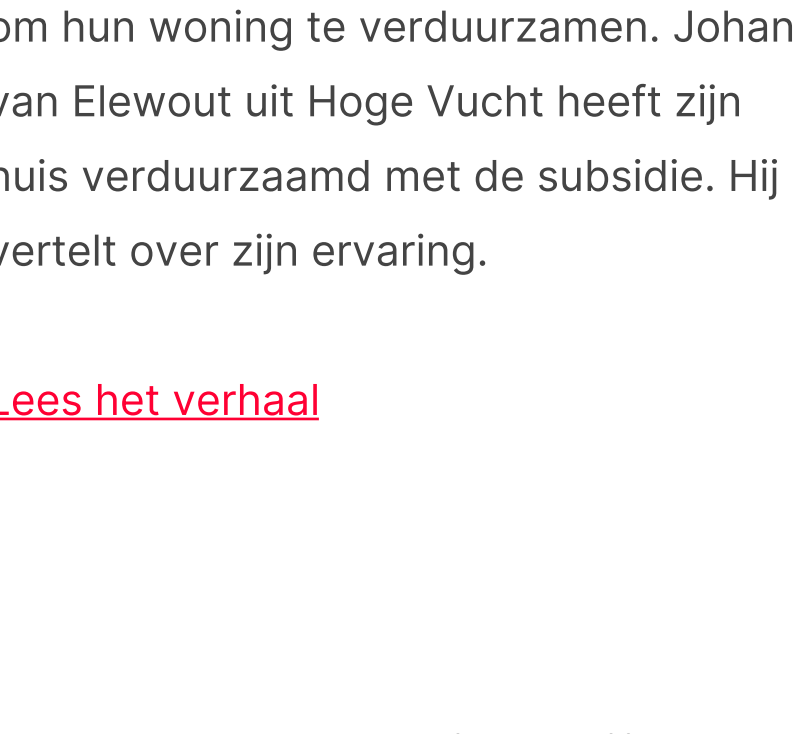 om hun woning te verduurzamen. Johan
van Elewout uit Hoge Vucht heeft zijn
huis verduurzaamd met de subsidie. Hij
vertelt over zijn ervaring.
Lees het verhaal